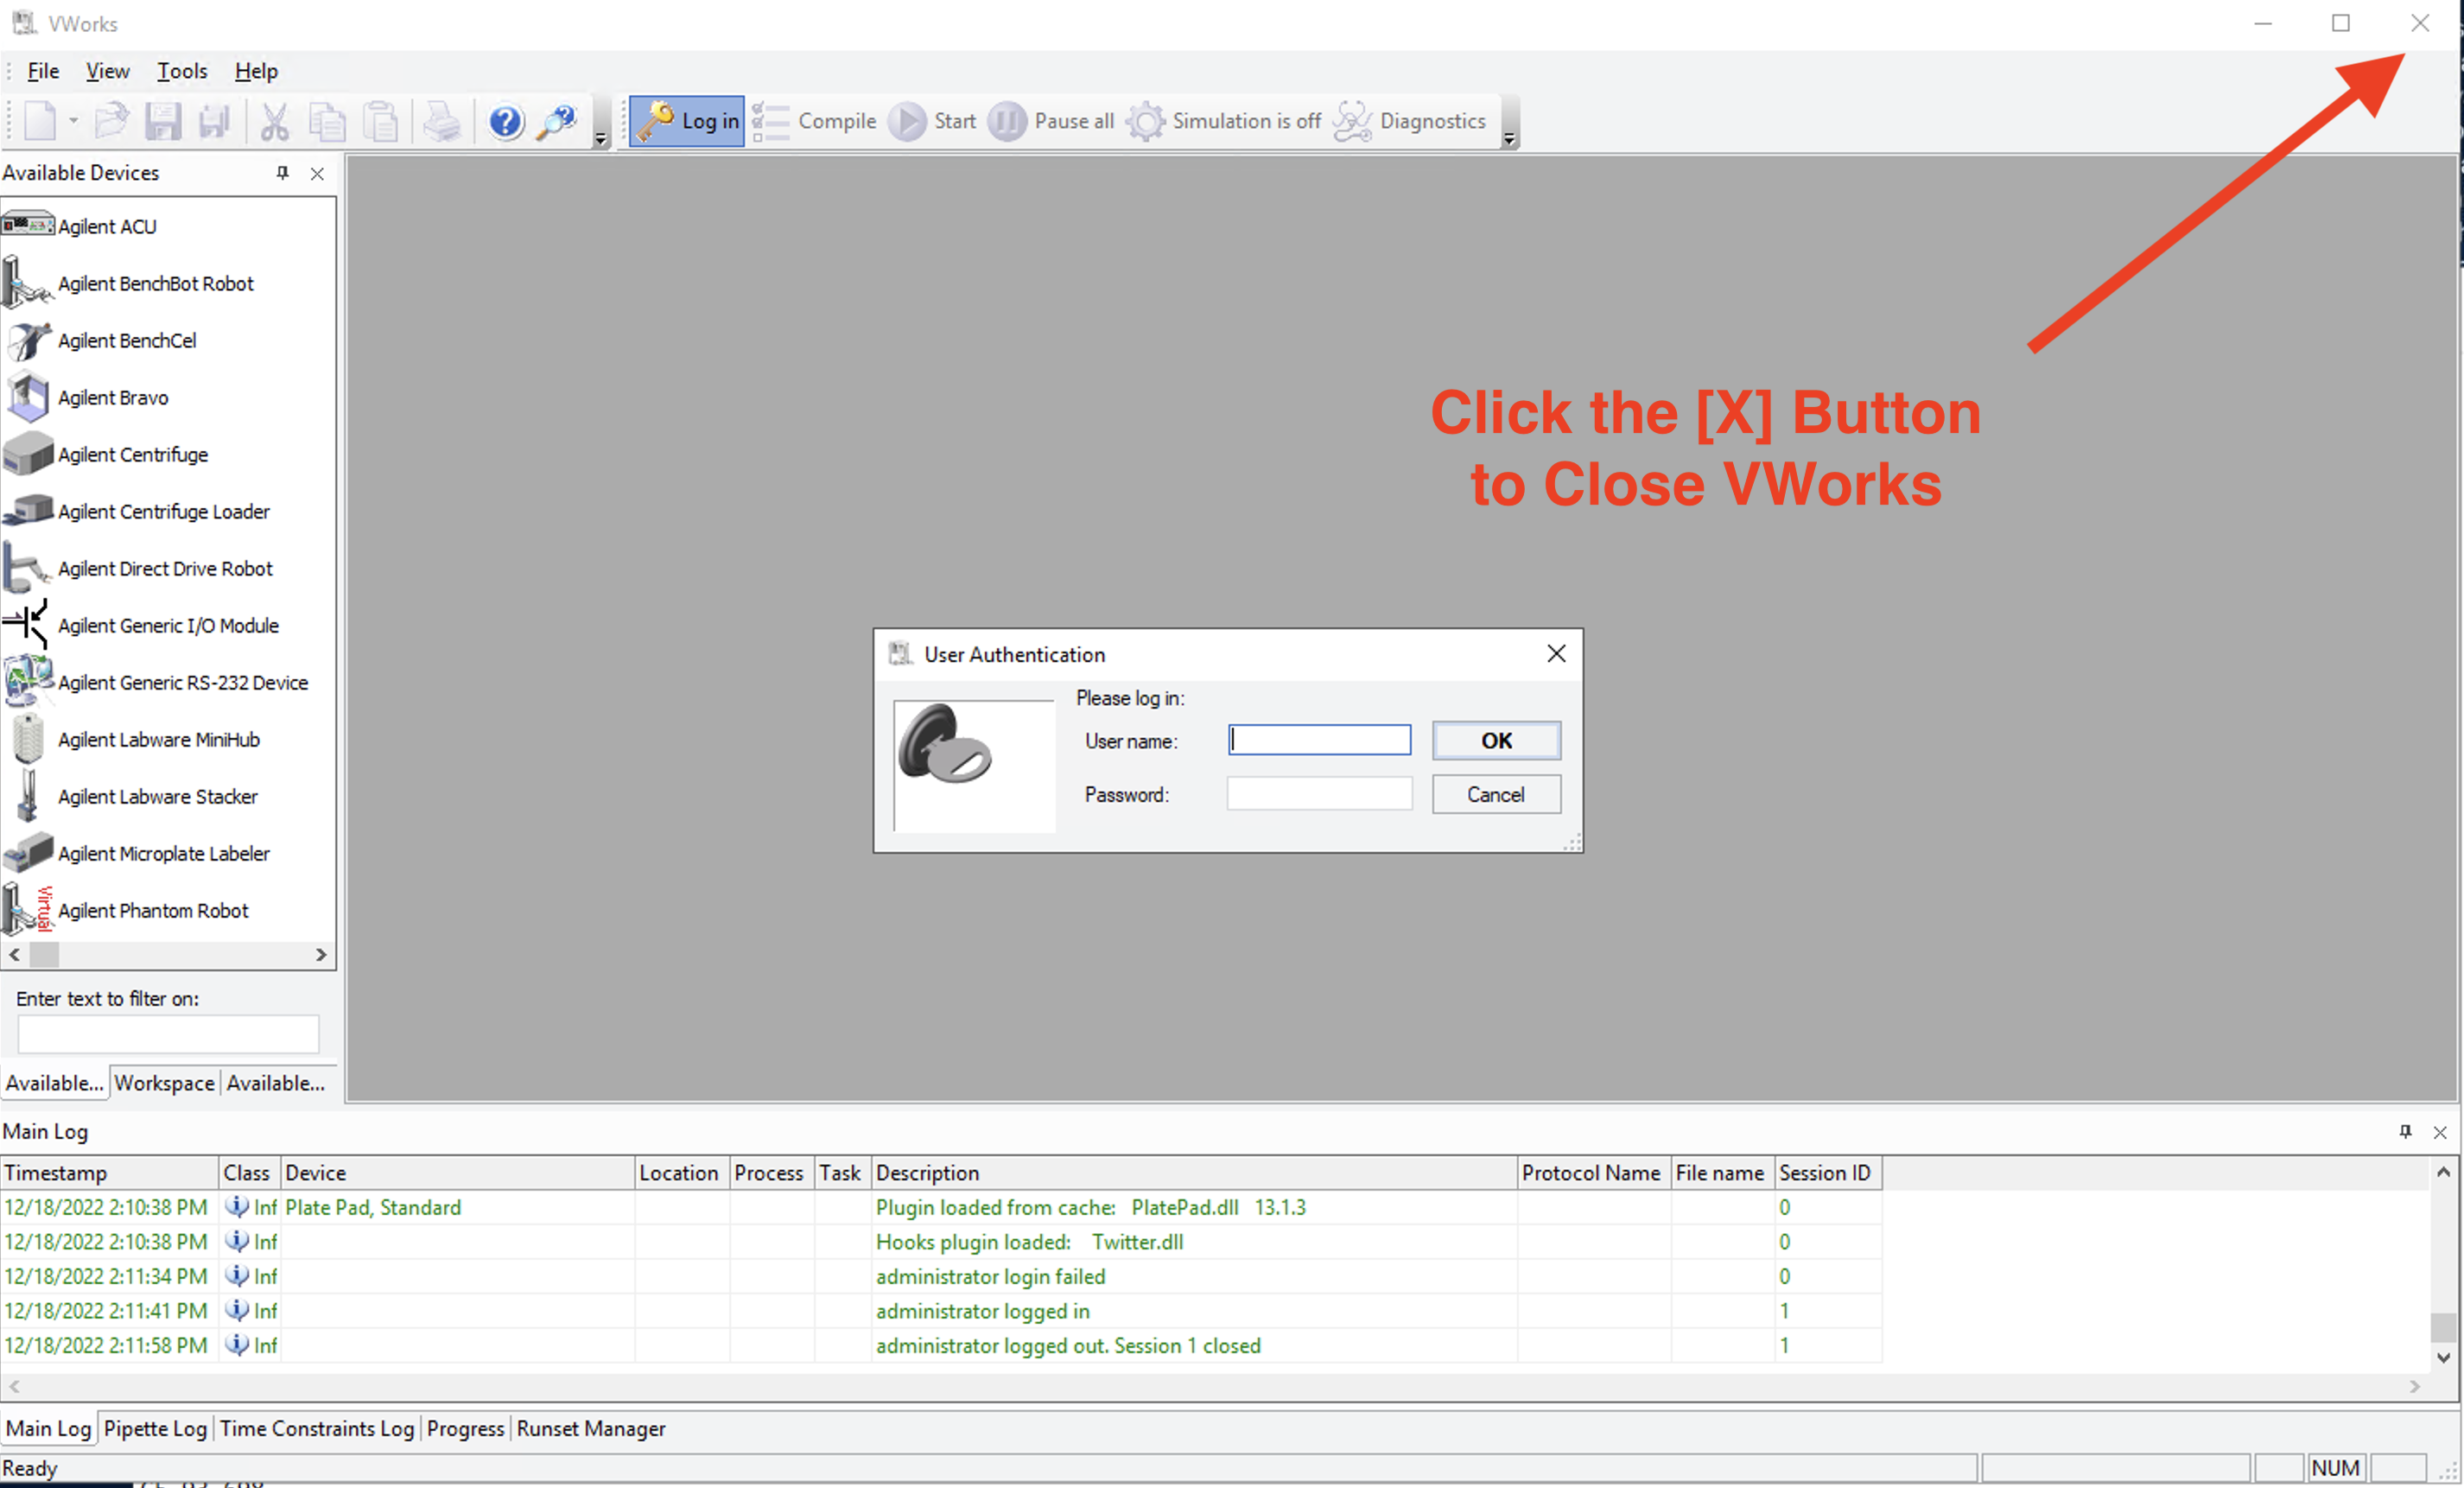 VWorks
File View Tools Help
Log in Compile Start Pause all Simulation is off Diagnostics
Available Devices
Agilent ACU
Agilent BenchBot Robot
Agilent BenchCel
Agilent Bravo
Agilent Centrifuge
Agilent Centrifuge Loader
Agilent Direct Drive Robot
Agilent Generic I/O Module
Agilent Generic RS-232 Device
Agilent Labware MiniHub
Agilent Labware Stacker
Agilent Microplate Labeler
Virtual
Agilent Phantom Robot
Enter text to filter on:
Available... Workspace Available...
Click the [X] Button
to Close VWorks
User Authentication
Please log in:
User name: OK
Password: Cancel
Main Log
Timestamp Class Device Location Process Task Description Protocol Name File name Session ID
12/18/2022 2:10:38 PM Inf Plate Pad, Standard Plugin loaded from cache: PlatePad.dll 13.1.3 0
12/18/2022 2:10:38 PM Inf Hooks plugin loaded: Twitter.dll 0
12/18/2022 2:11:34 PM Inf administrator login failed 0
12/18/2022 2:11:41 PM Inf administrator logged in 1
12/18/2022 2:11:58 PM Inf administrator logged out. Session 1 closed 1
Main Log Pipette Log Time Constraints Log Progress Runset Manager
Ready NUM